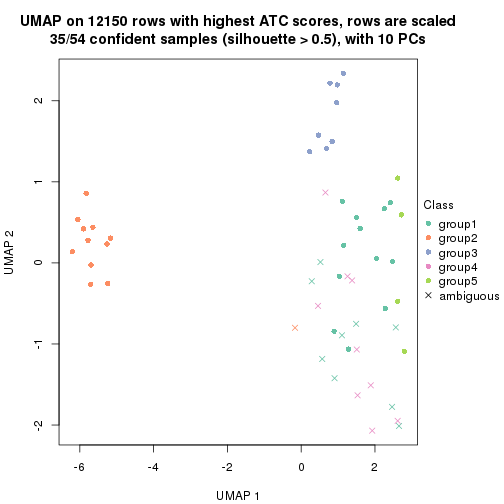 UMAP on 12150 rows with highest ATC scores, rows are scaled
35/54 confident samples (silhouette > 0.5), with 10 PCs
2
1
0
-1
-2
UMAP 2
-6
-4
-2
0
2
UMAP 1
Class
group1
group2
group3
group4
group5
ambiguous